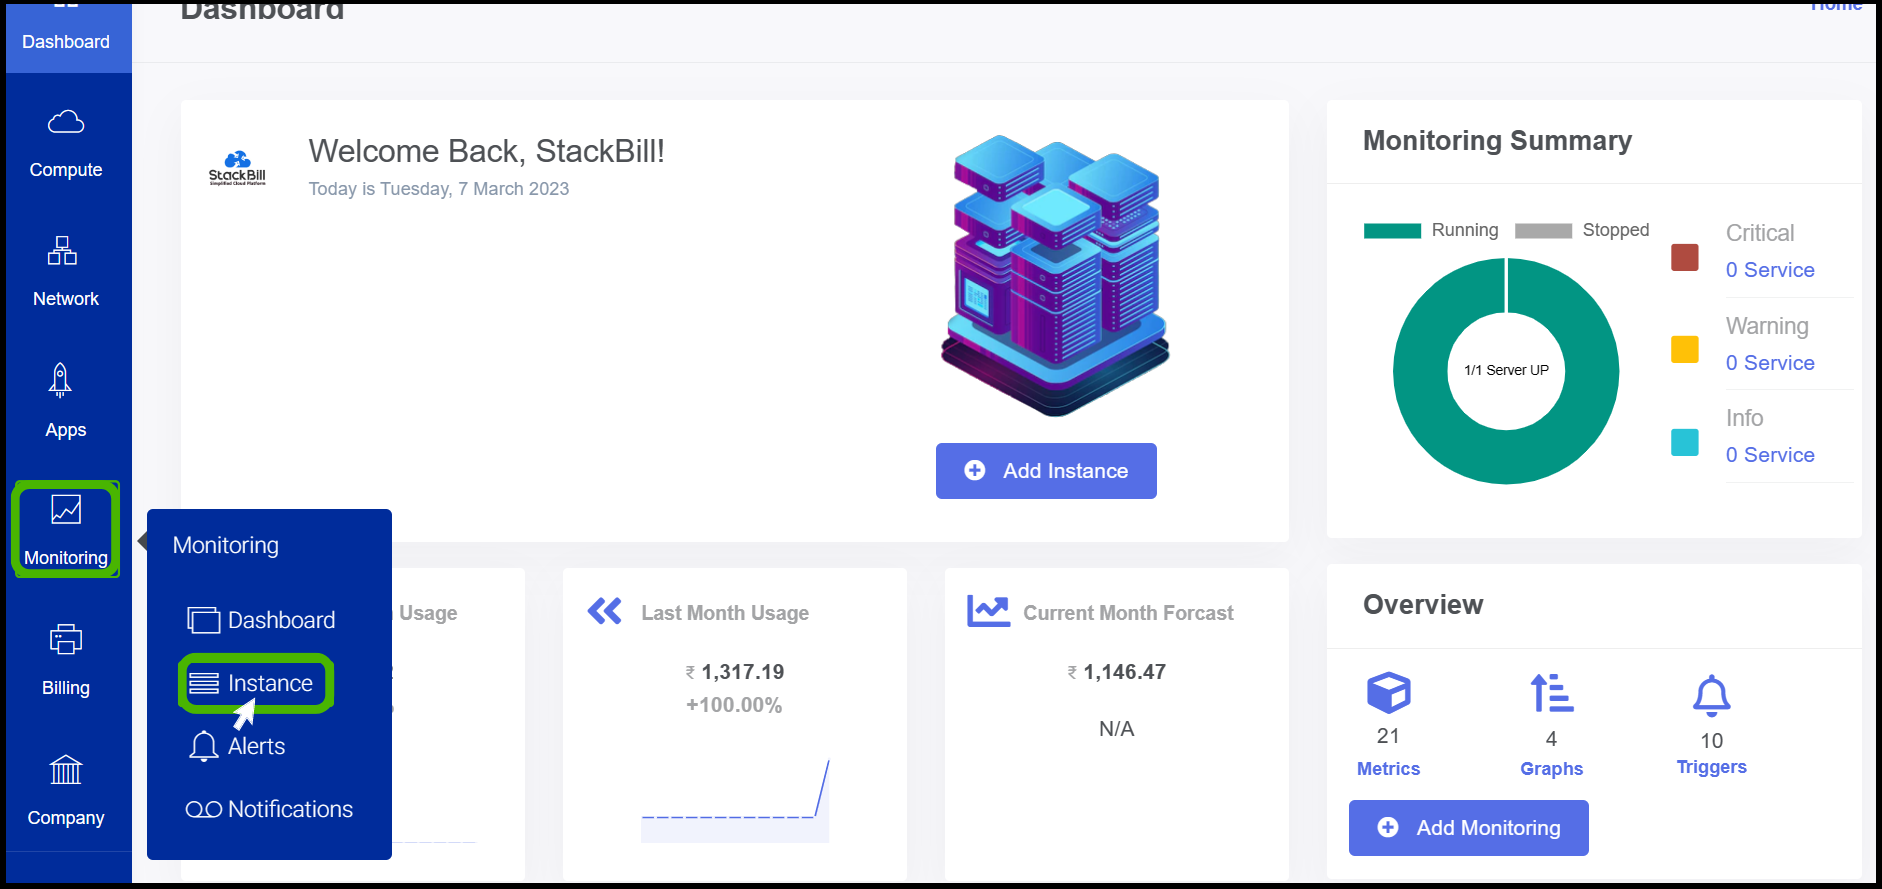 Dashboard
Home
Dashboard
Compute
Network
Apps
Monitoring
Billing
Company
StackBill
Simplified Cloud Platform
Welcome Back, StackBill!
Today is Tuesday, 7 March 2023
Add Instance
Monitoring Summary
Running
Stopped
1/1 Server UP
Critical
0 Service
Warning
0 Service
Info
0 Service
Monitoring
Dashboard
Instance
Alerts
Notifications
Usage
Last Month Usage
₹ 1,317.19
+100.00%
Current Month Forcast
₹ 1,146.47
N/A
Overview
21
Metrics
4
Graphs
10
Triggers
Add Monitoring